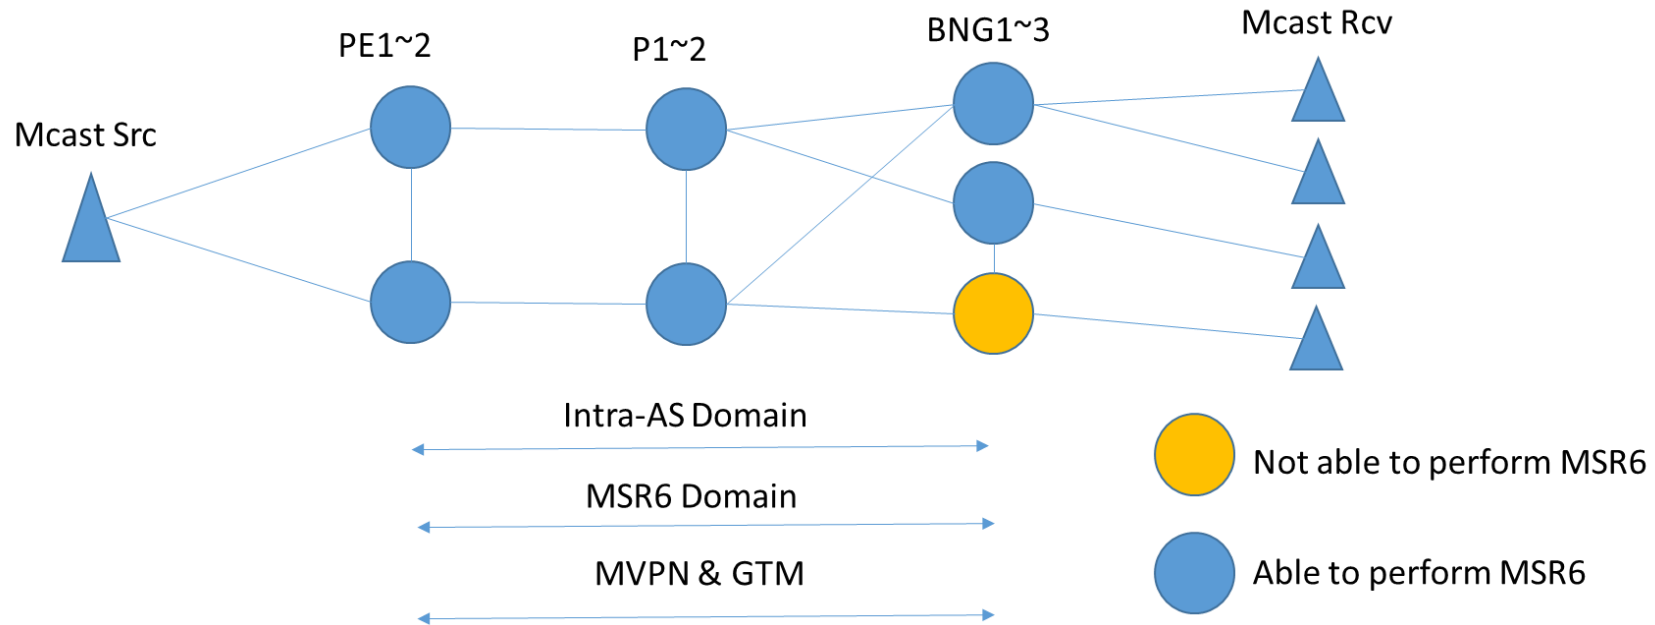 Mcast Src
PE1~2
P1~2
BNG1~3
Mcast Rcv
Intra-AS Domain
MSR6 Domain
MVPN & GTM
Not able to perform MSR6
Able to perform MSR6